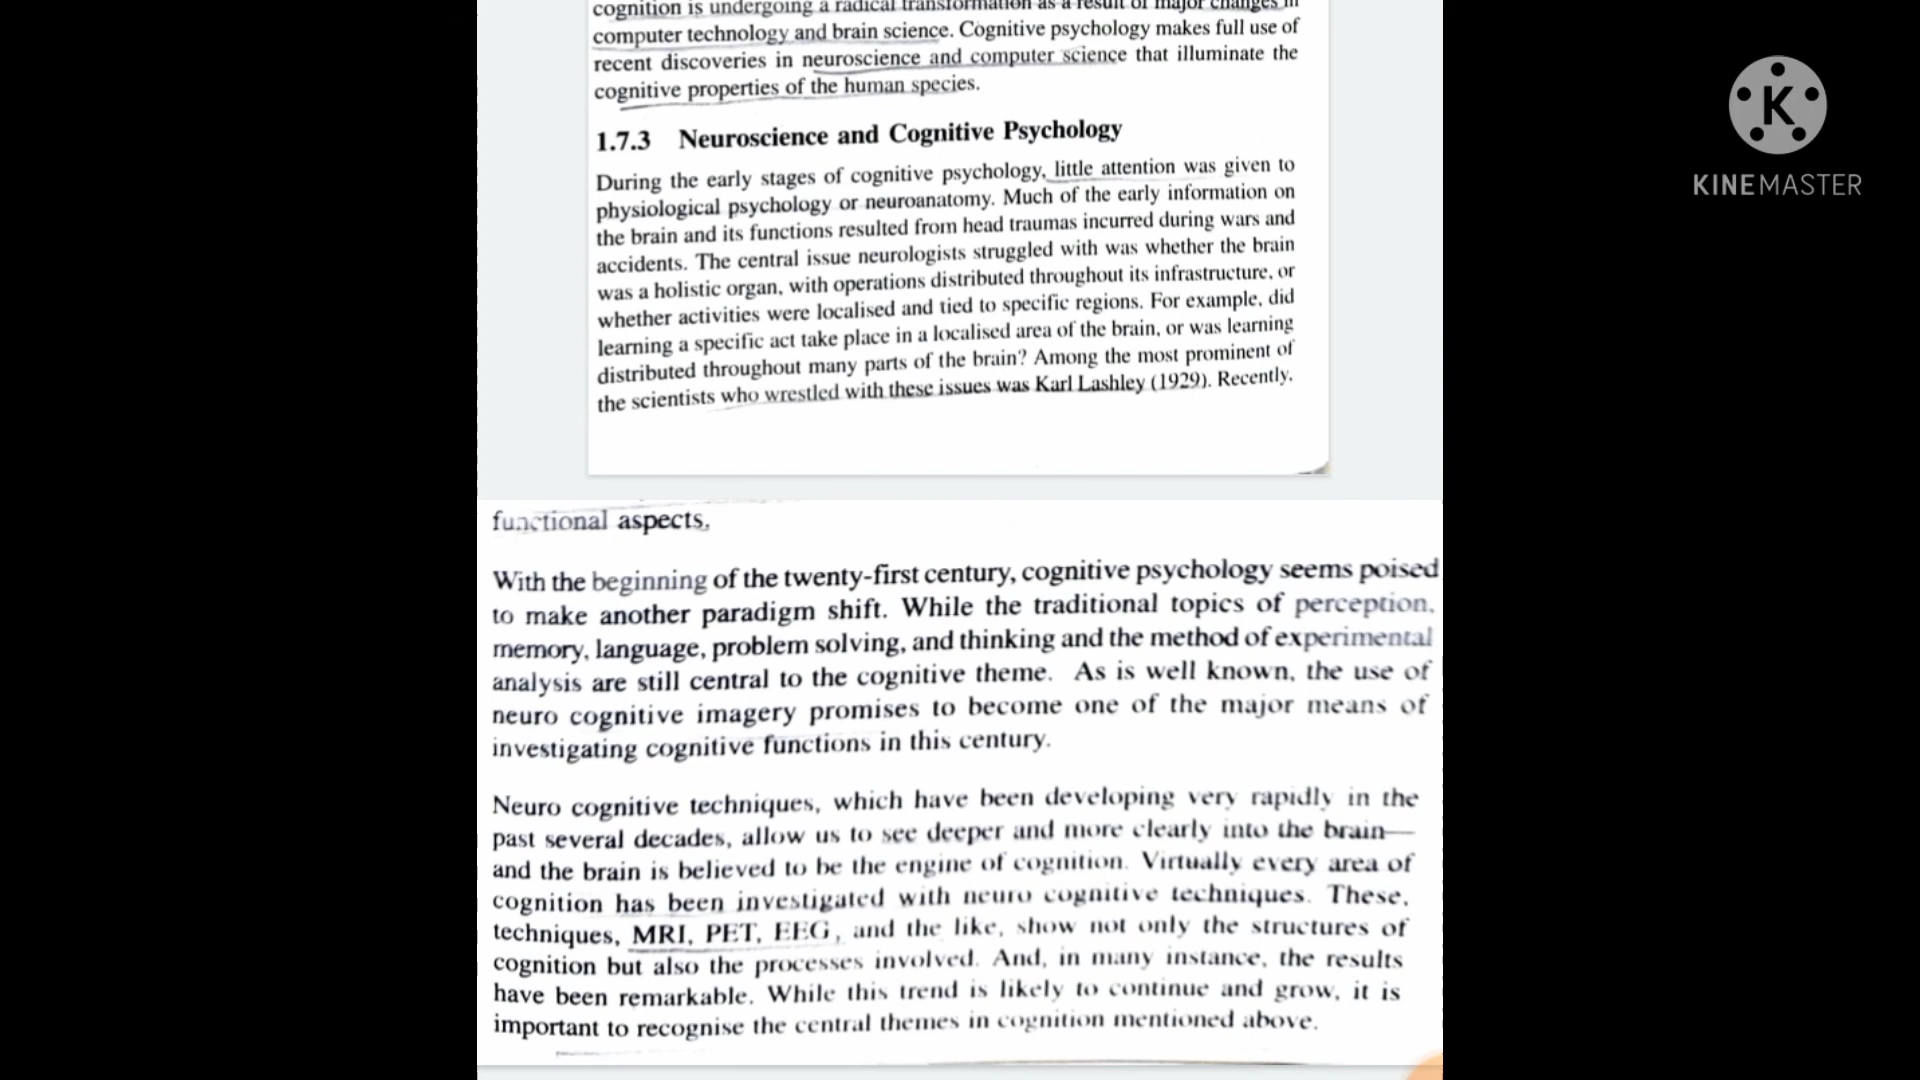 cognition is undergoing a radical transformation as a result of major changes in
computer technology and brain science. Cognitive psychology makes full use of
recent discoveries in neuroscience and computer science that illuminate the
cognitive properties of the human species.
1.7.3 Neuroscience and Cognitive Psychology
During the early stages of cognitive psychology, little attention was given to
physiological psychology or neuroanatomy. Much of the early information on
the brain and its functions resulted from head traumas incurred during wars and
accidents. The central issue neurologists struggled with was whether the brain
was a holistic organ, with operations distributed throughout its infrastructure, or
whether activities were localised and tied to specific regions. For example, did
learning a specific act take place in a localised area of the brain, or was learning
distributed throughout many parts of the brain? Among the most prominent of
the scientists who wrestled with these issues was Karl Lashley (1929). Recently,
functional aspects.
With the beginning of the twenty-first century, cognitive psychology seems poised
to make another paradigm shift. While the traditional topics of perception,
memory, language, problem solving, and thinking and the method of experimental
analysis are still central to the cognitive theme. As is well known, the use of
neuro cognitive imagery promises to become one of the major means of
investigating cognitive functions in this century.
Neuro cognitive techniques, which have been developing very rapidly in the
past several decades, allow us to see deeper and more clearly into the brain—
and the brain is believed to be the engine of cognition. Virtually every area of
cognition has been investigated with neuro cognitive techniques. These,
techniques, MRI, PET, EEG, and the like, show not only the structures of
cognition but also the processes involved. And, in many instance, the results
have been remarkable. While this trend is likely to continue and grow, it is
important to recognise the central themes in cognition mentioned above.
K
KINEMASTER